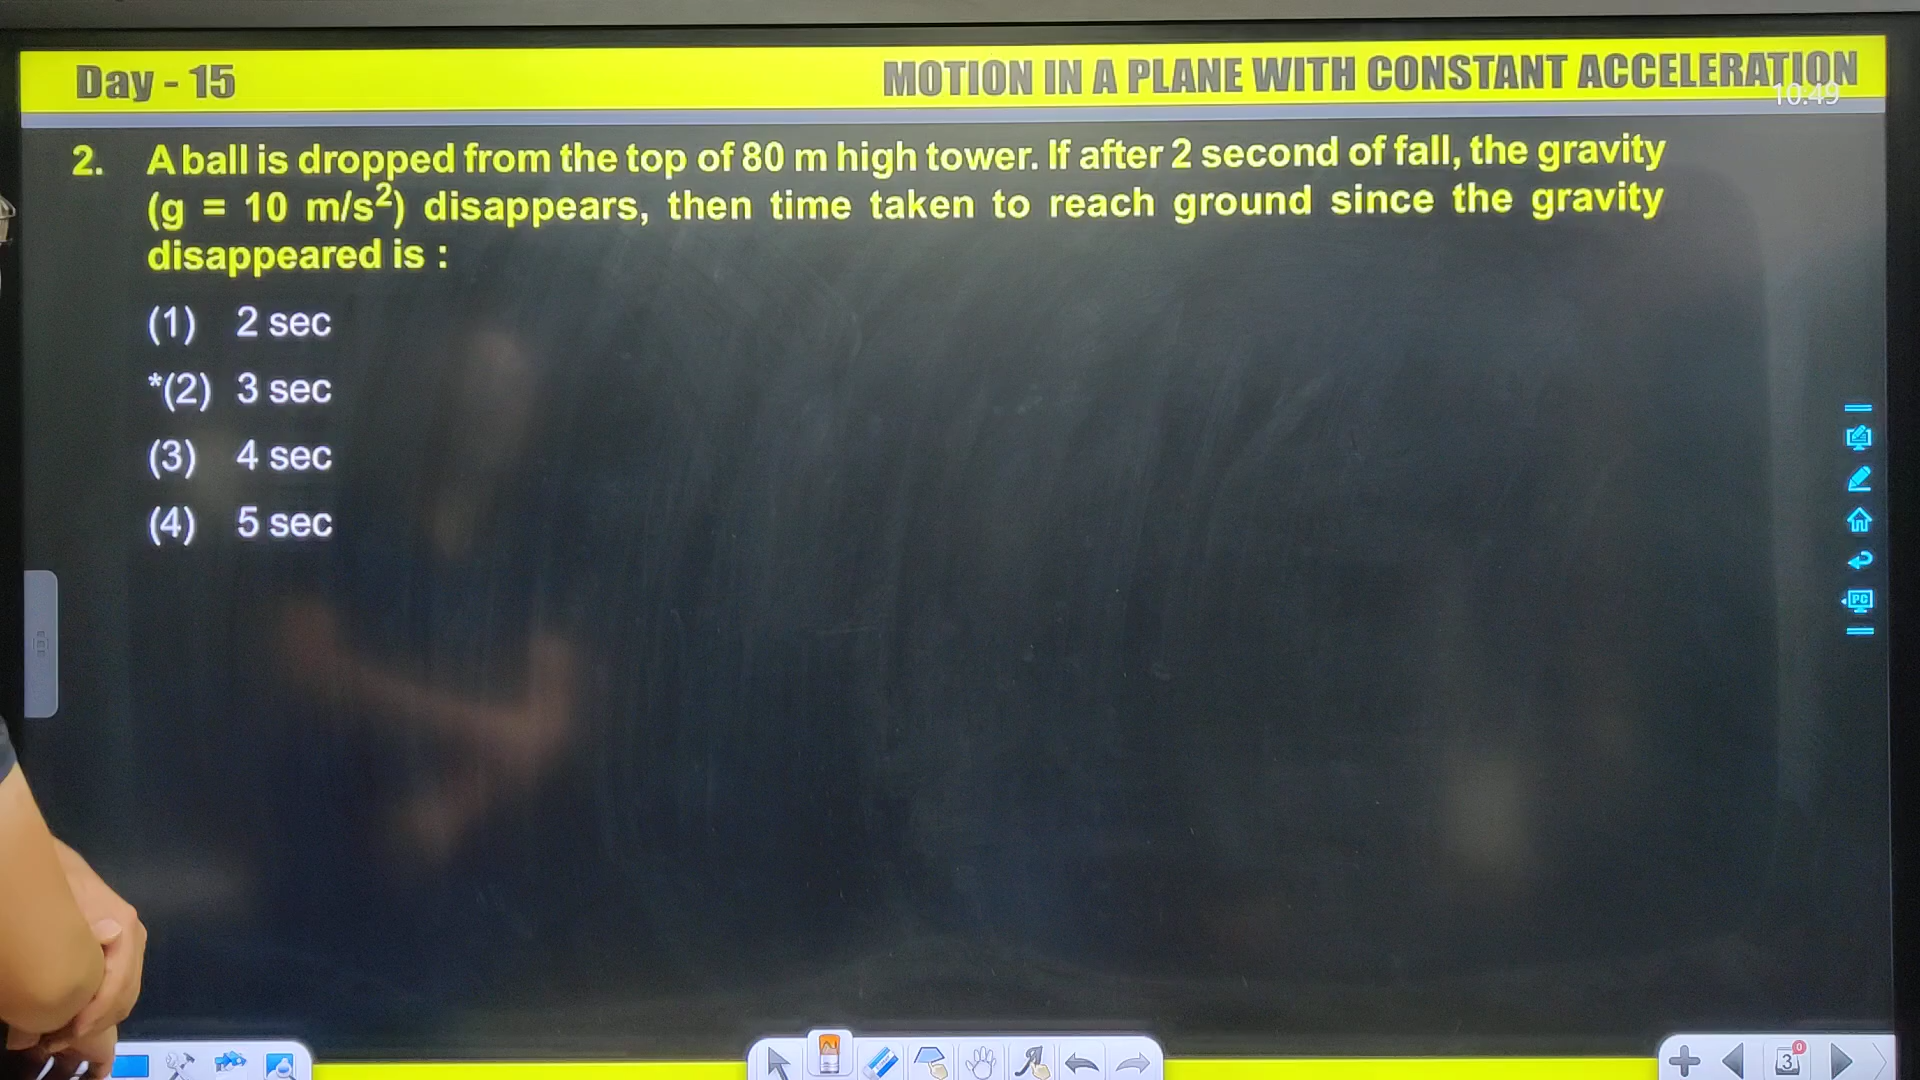 Day - 15
MOTION IN A PLANE WITH CONSTANT ACCELERATION
10:49
2. A ball is dropped from the top of 80 m high tower. If after 2 second of fall, the gravity
(g = 10 m/s²) disappears, then time taken to reach ground since the gravity
disappeared is :
(1) 2 sec
*(2) 3 sec
(3) 4 sec
(4) 5 sec
PC
3
0